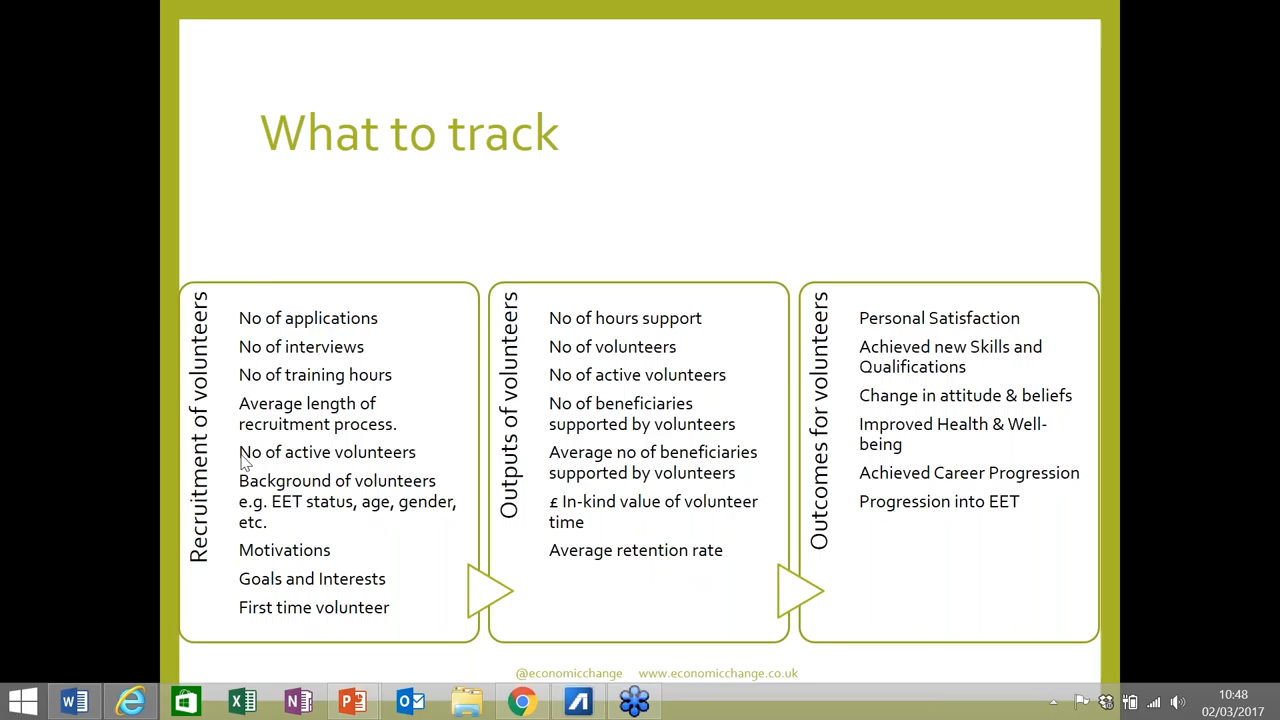 What to track
Recruitment of volunteers
No of applications
No of interviews
No of training hours
Average length of
recruitment process.
No of active volunteers
Background of volunteers
e.g. EET status, age, gender,
etc.
Motivations
Goals and Interests
First time volunteer
Outputs of volunteers
No of hours support
No of volunteers
No of active volunteers
No of beneficiaries
supported by volunteers
Average no of beneficiaries
supported by volunteers
£ In-kind value of volunteer
time
Average retention rate
Outcomes for volunteers
Personal Satisfaction
Achieved new Skills and
Qualifications
Change in attitude & beliefs
Improved Health & Well-
being
Achieved Career Progression
Progression into EET
@economicchange www.economicchange.co.uk
10:48
02/03/2017